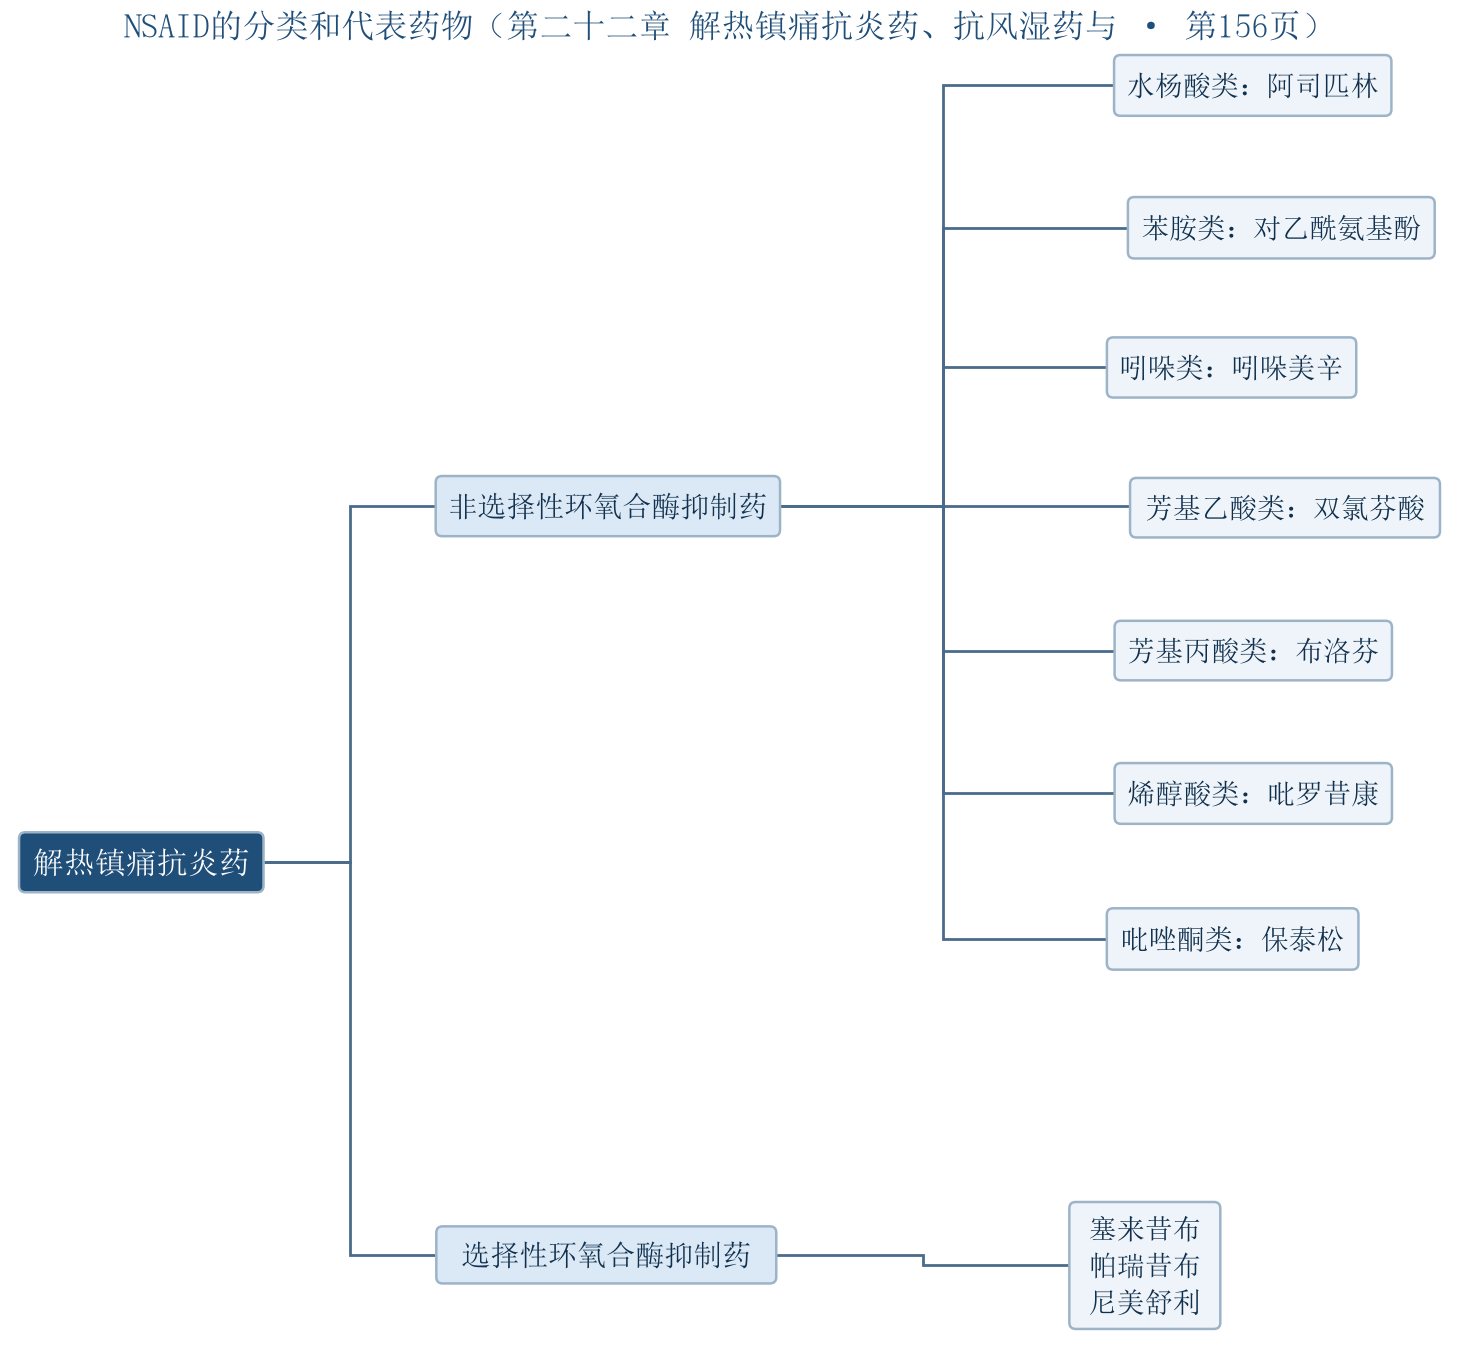 NSAID的分类和代表药物（第二十二章 解热镇痛抗炎药、抗风湿药与 · 第156页）
水杨酸类：阿司匹林
苯胺类：对乙酰氨基酚
吲哚类：吲哚美辛
非选择性环氧合酶抑制药
芳基乙酸类：双氯芬酸
芳基丙酸类：布洛芬
烯醇酸类：吡罗昔康
解热镇痛抗炎药
吡唑酮类：保泰松
选择性环氧合酶抑制药
塞来昔布
帕瑞昔布
尼美舒利